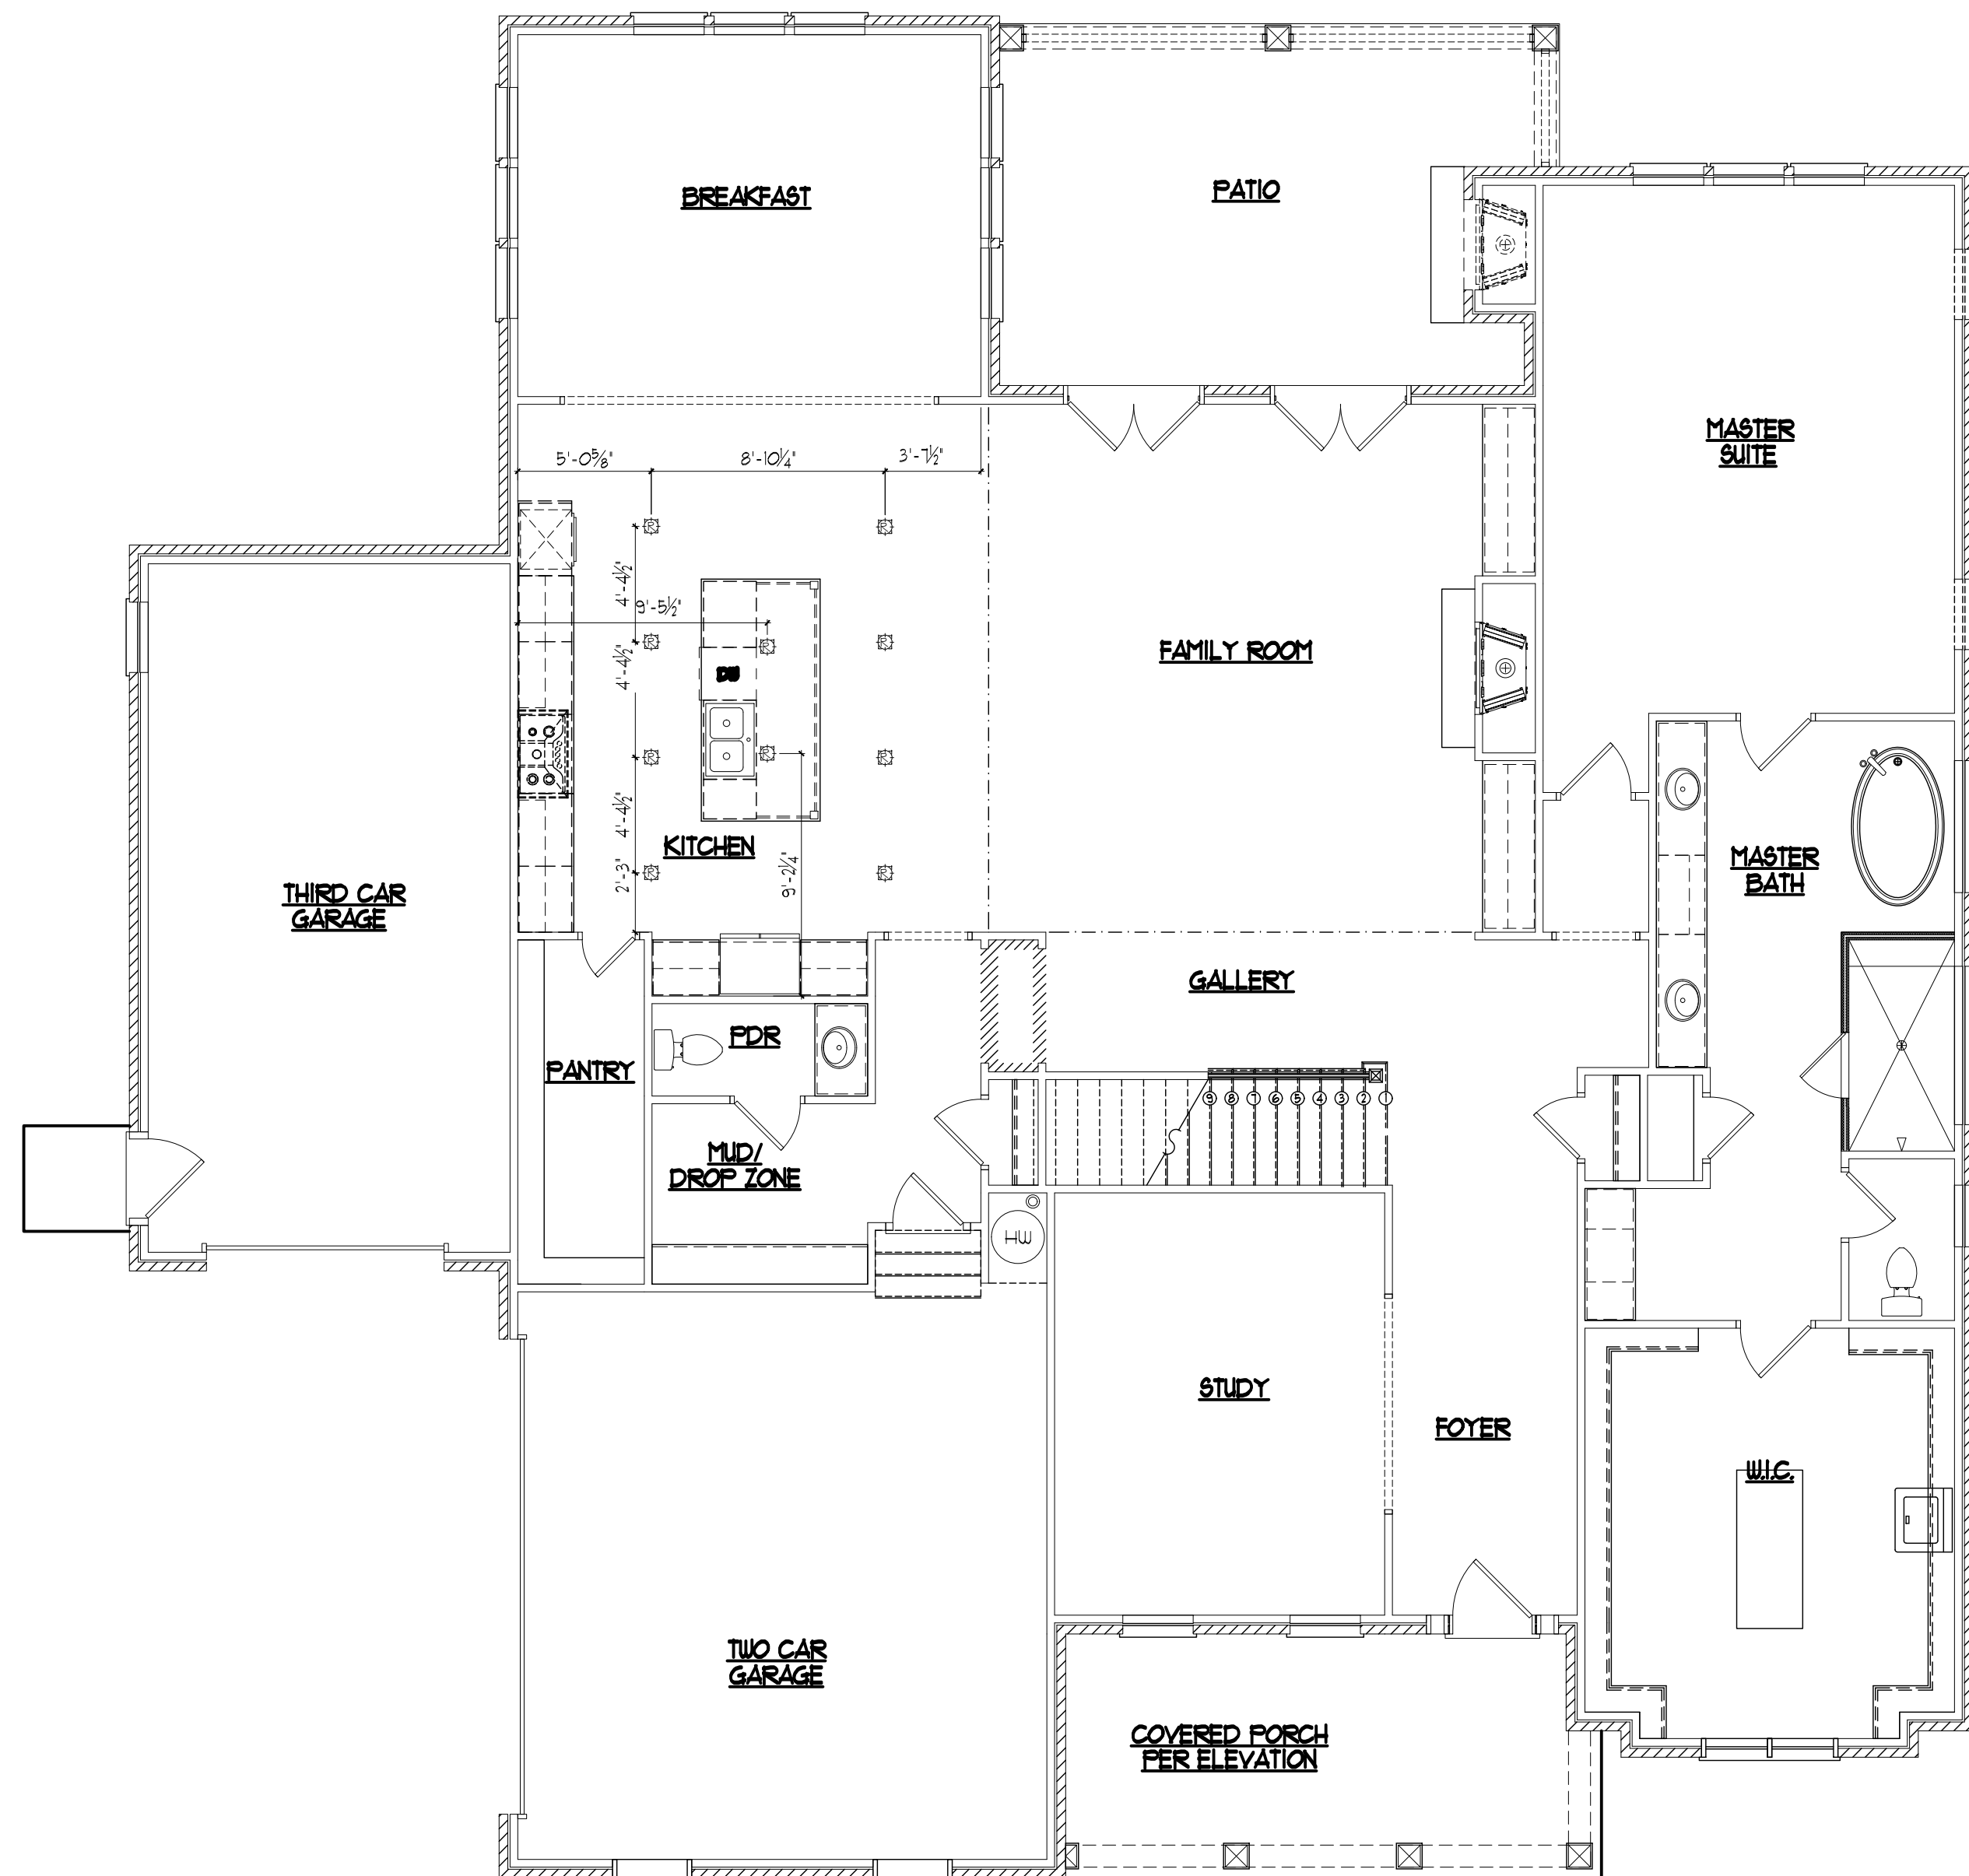 BREAKFAST
PATIO
MASTER
SUITE
5'-0⅝"
8'-10¼"
3'-7½"
4'-4½"
9'-5½"
4'-4½"
DW
FAMILY ROOM
4'-4½"
KITCHEN
2'-3"
9'-2¼"
MASTER
BATH
THIRD CAR
GARAGE
GALLERY
PDR
PANTRY
9 8 7 6 5 4 3 2 1
MUD/
DROP ZONE
HW
STUDY
FOYER
W.I.C.
TWO CAR
GARAGE
COVERED PORCH
PER ELEVATION